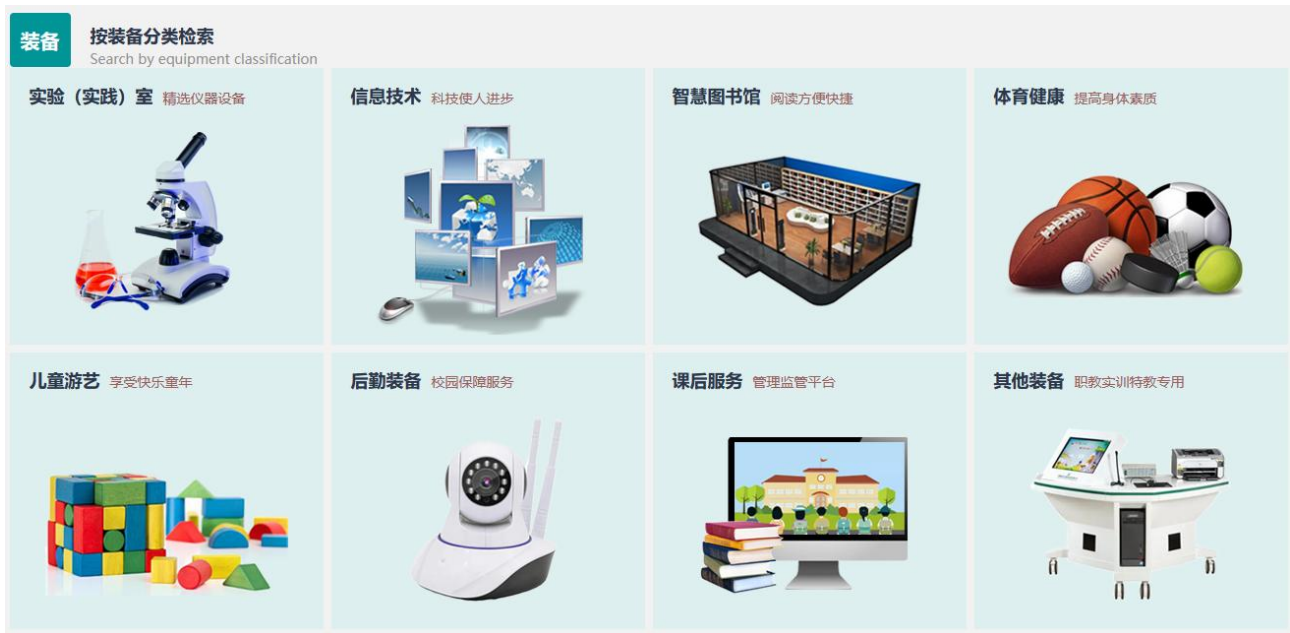 装备
按装备分类检索
Search by equipment classification
实验（实践）室 精选仪器设备
信息技术 科技使人进步
智慧图书馆 阅读方便快捷
体育健康 提高身体素质
儿童游艺 享受快乐童年
后勤装备 校园保障服务
课后服务 管理监管平台
其他装备 职教实训特教专用